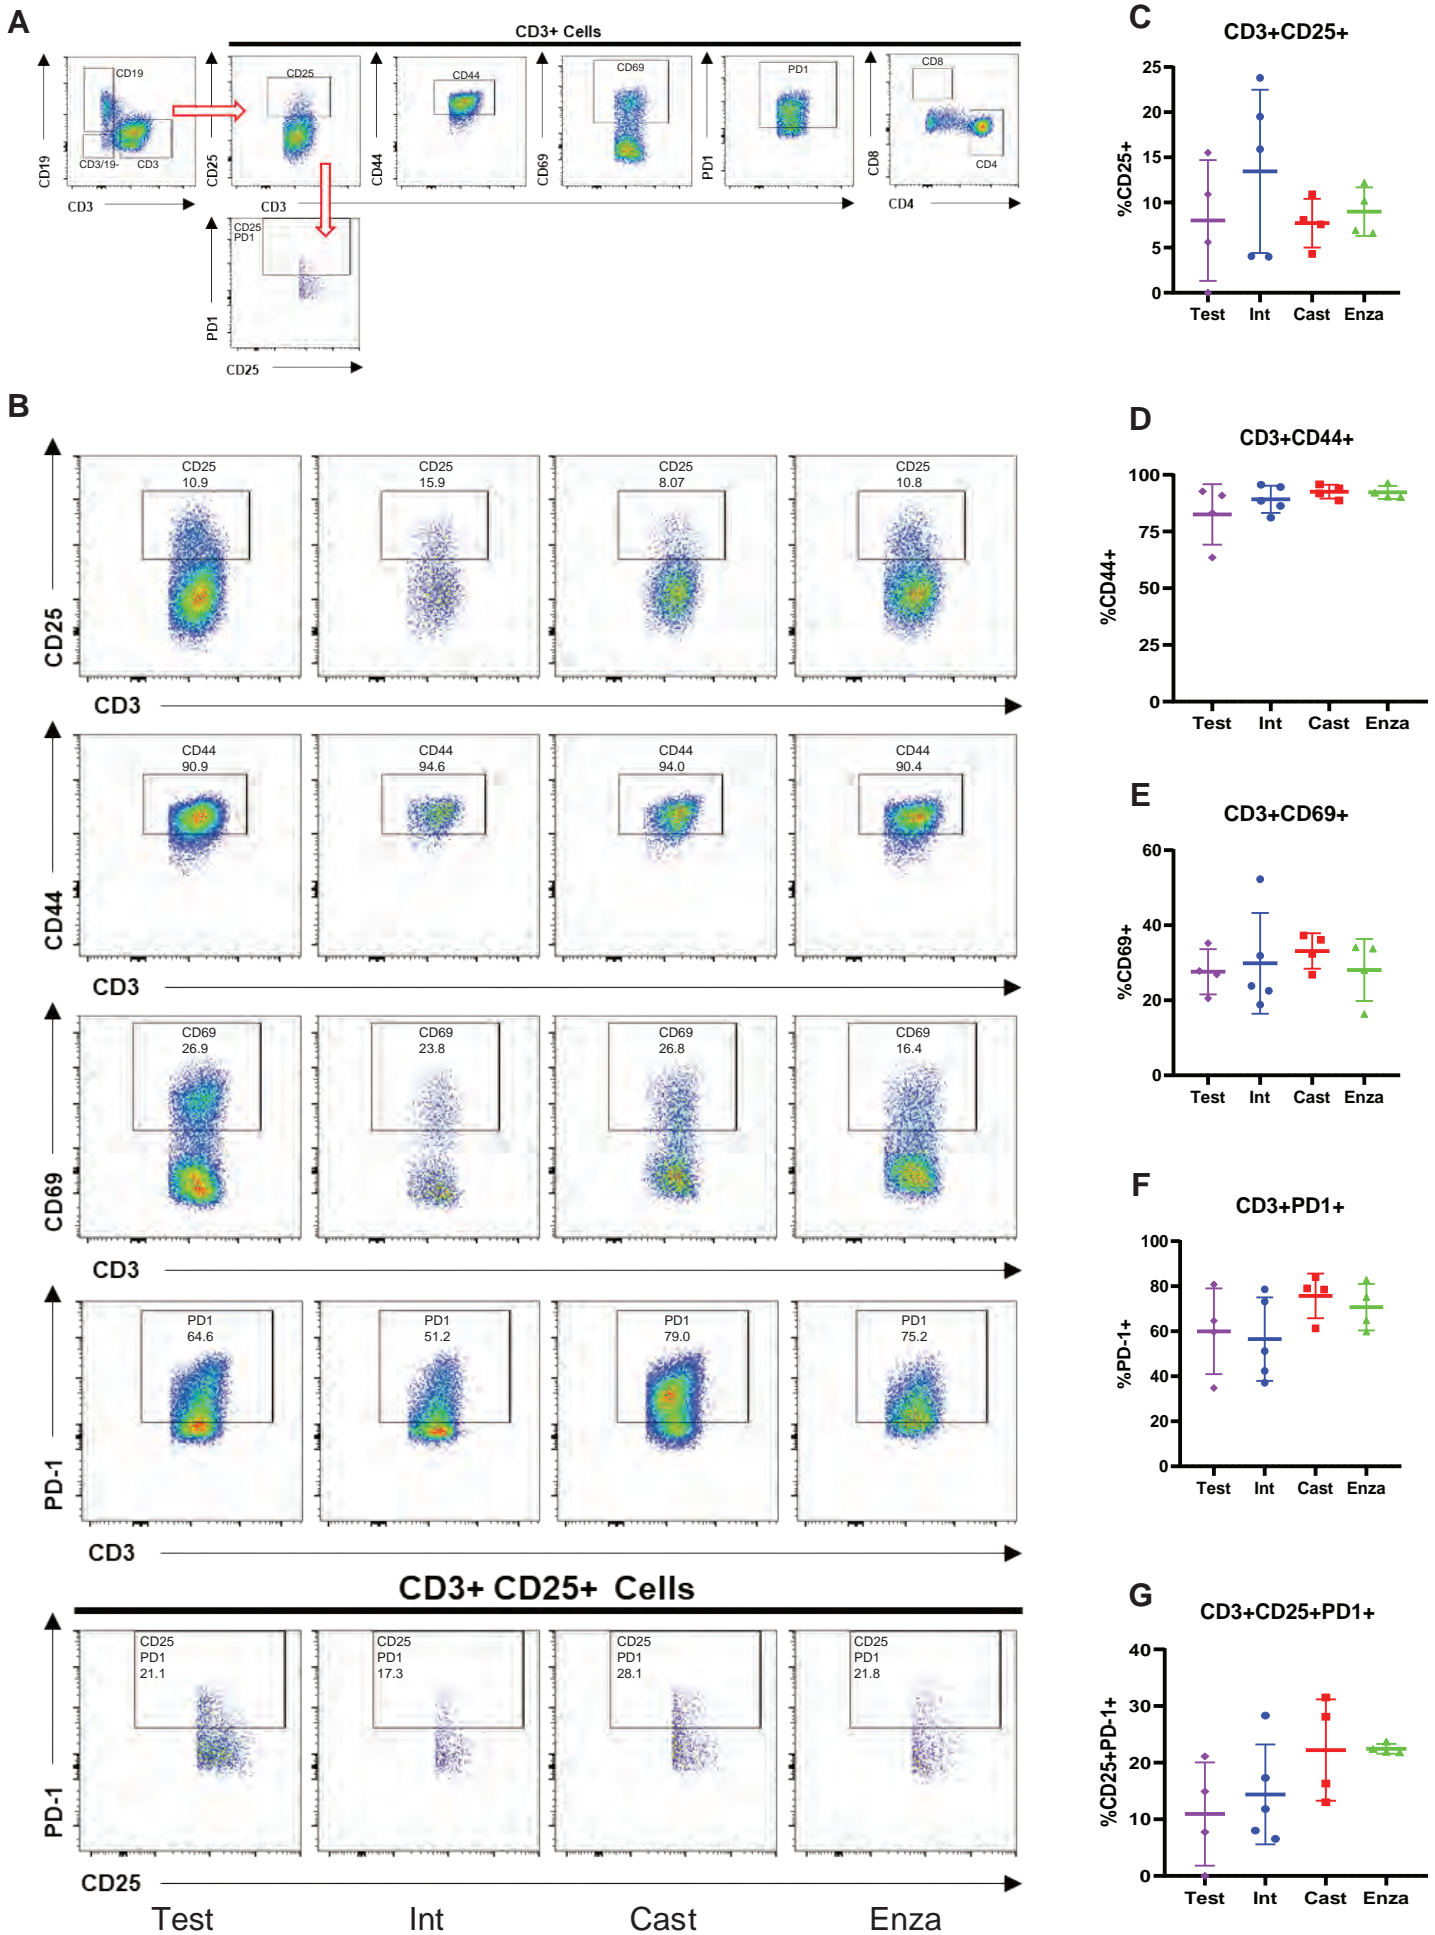 A
CD3+ Cells
CD19
CD3/19-
CD3
CD19
CD3
CD25
CD25
CD3
CD44
CD44
CD69
CD69
PD1
PD1
CD8
CD4
CD8
CD4
CD25
PD1
PD1
CD25
B
CD25
10.9
CD25
15.9
CD25
8.07
CD25
10.8
CD25
CD3
CD44
90.9
CD44
94.6
CD44
94.0
CD44
90.4
CD44
CD3
CD69
26.9
CD69
23.8
CD69
26.8
CD69
16.4
CD69
CD3
PD1
64.6
PD1
51.2
PD1
79.0
PD1
75.2
PD-1
CD3
CD3+ CD25+ Cells
CD25
PD1
21.1
CD25
PD1
17.3
CD25
PD1
28.1
CD25
PD1
21.8
PD-1
CD25
Test Int Cast Enza
C
CD3+CD25+
%CD25+
25
20
15
10
5
0
Test Int Cast Enza
D
CD3+CD44+
%CD44+
100
75
50
25
0
Test Int Cast Enza
E
CD3+CD69+
%CD69+
60
40
20
0
Test Int Cast Enza
F
CD3+PD1+
%PD-1+
100
80
60
40
20
0
Test Int Cast Enza
G
CD3+CD25+PD1+
%CD25+PD-1+
40
30
20
10
0
Test Int Cast Enza